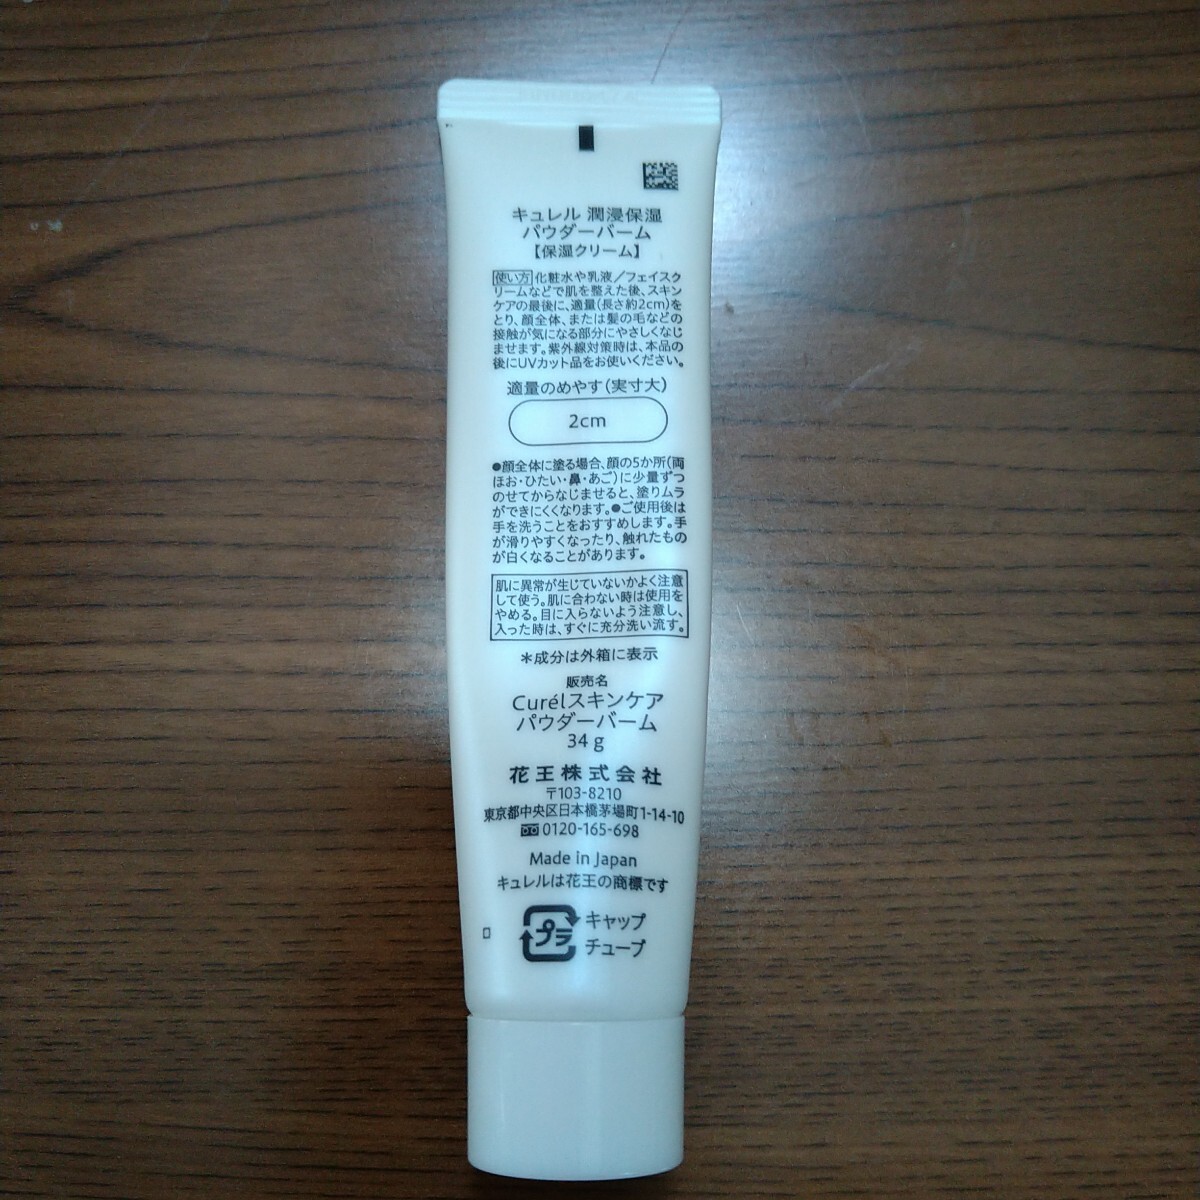 キュレル 潤浸保湿
パウダーバーム
【保湿クリーム】
使い方 化粧水や乳液／フェイスク
リームなどで肌を整えた後、スキン
ケアの最後に、適量(長さ約2cm)を
とり、顔全体、または髪の毛などの
接触が気になる部分にやさしくなじ
ませます。紫外線対策時は、本品の
後にUVカット品をお使いください。
適量のめやす(実寸大)
2cm
●顔全体に塗る場合、顔の5か所(両
ほお・ひたい・鼻・あご)に少量ずつ
のせてからなじませると、塗りムラ
ができにくくなります。●ご使用後は
手を洗うことをおすすめします。手
が滑りやすくなったり、触れたもの
が白くなることがあります。
肌に異常が生じていないかよく注意
して使う。肌に合わない時は使用を
やめる。目に入らないよう注意し、
入った時は、すぐに充分洗い流す。
＊成分は外箱に表示
販売名
Curélスキンケア
パウダーバーム
34 g
花王株式会社
〒103-8210
東京都中央区日本橋茅場町1-14-10
0120-165-698
Made in Japan
キュレルは花王の商標です
プラ キャップ
チューブ